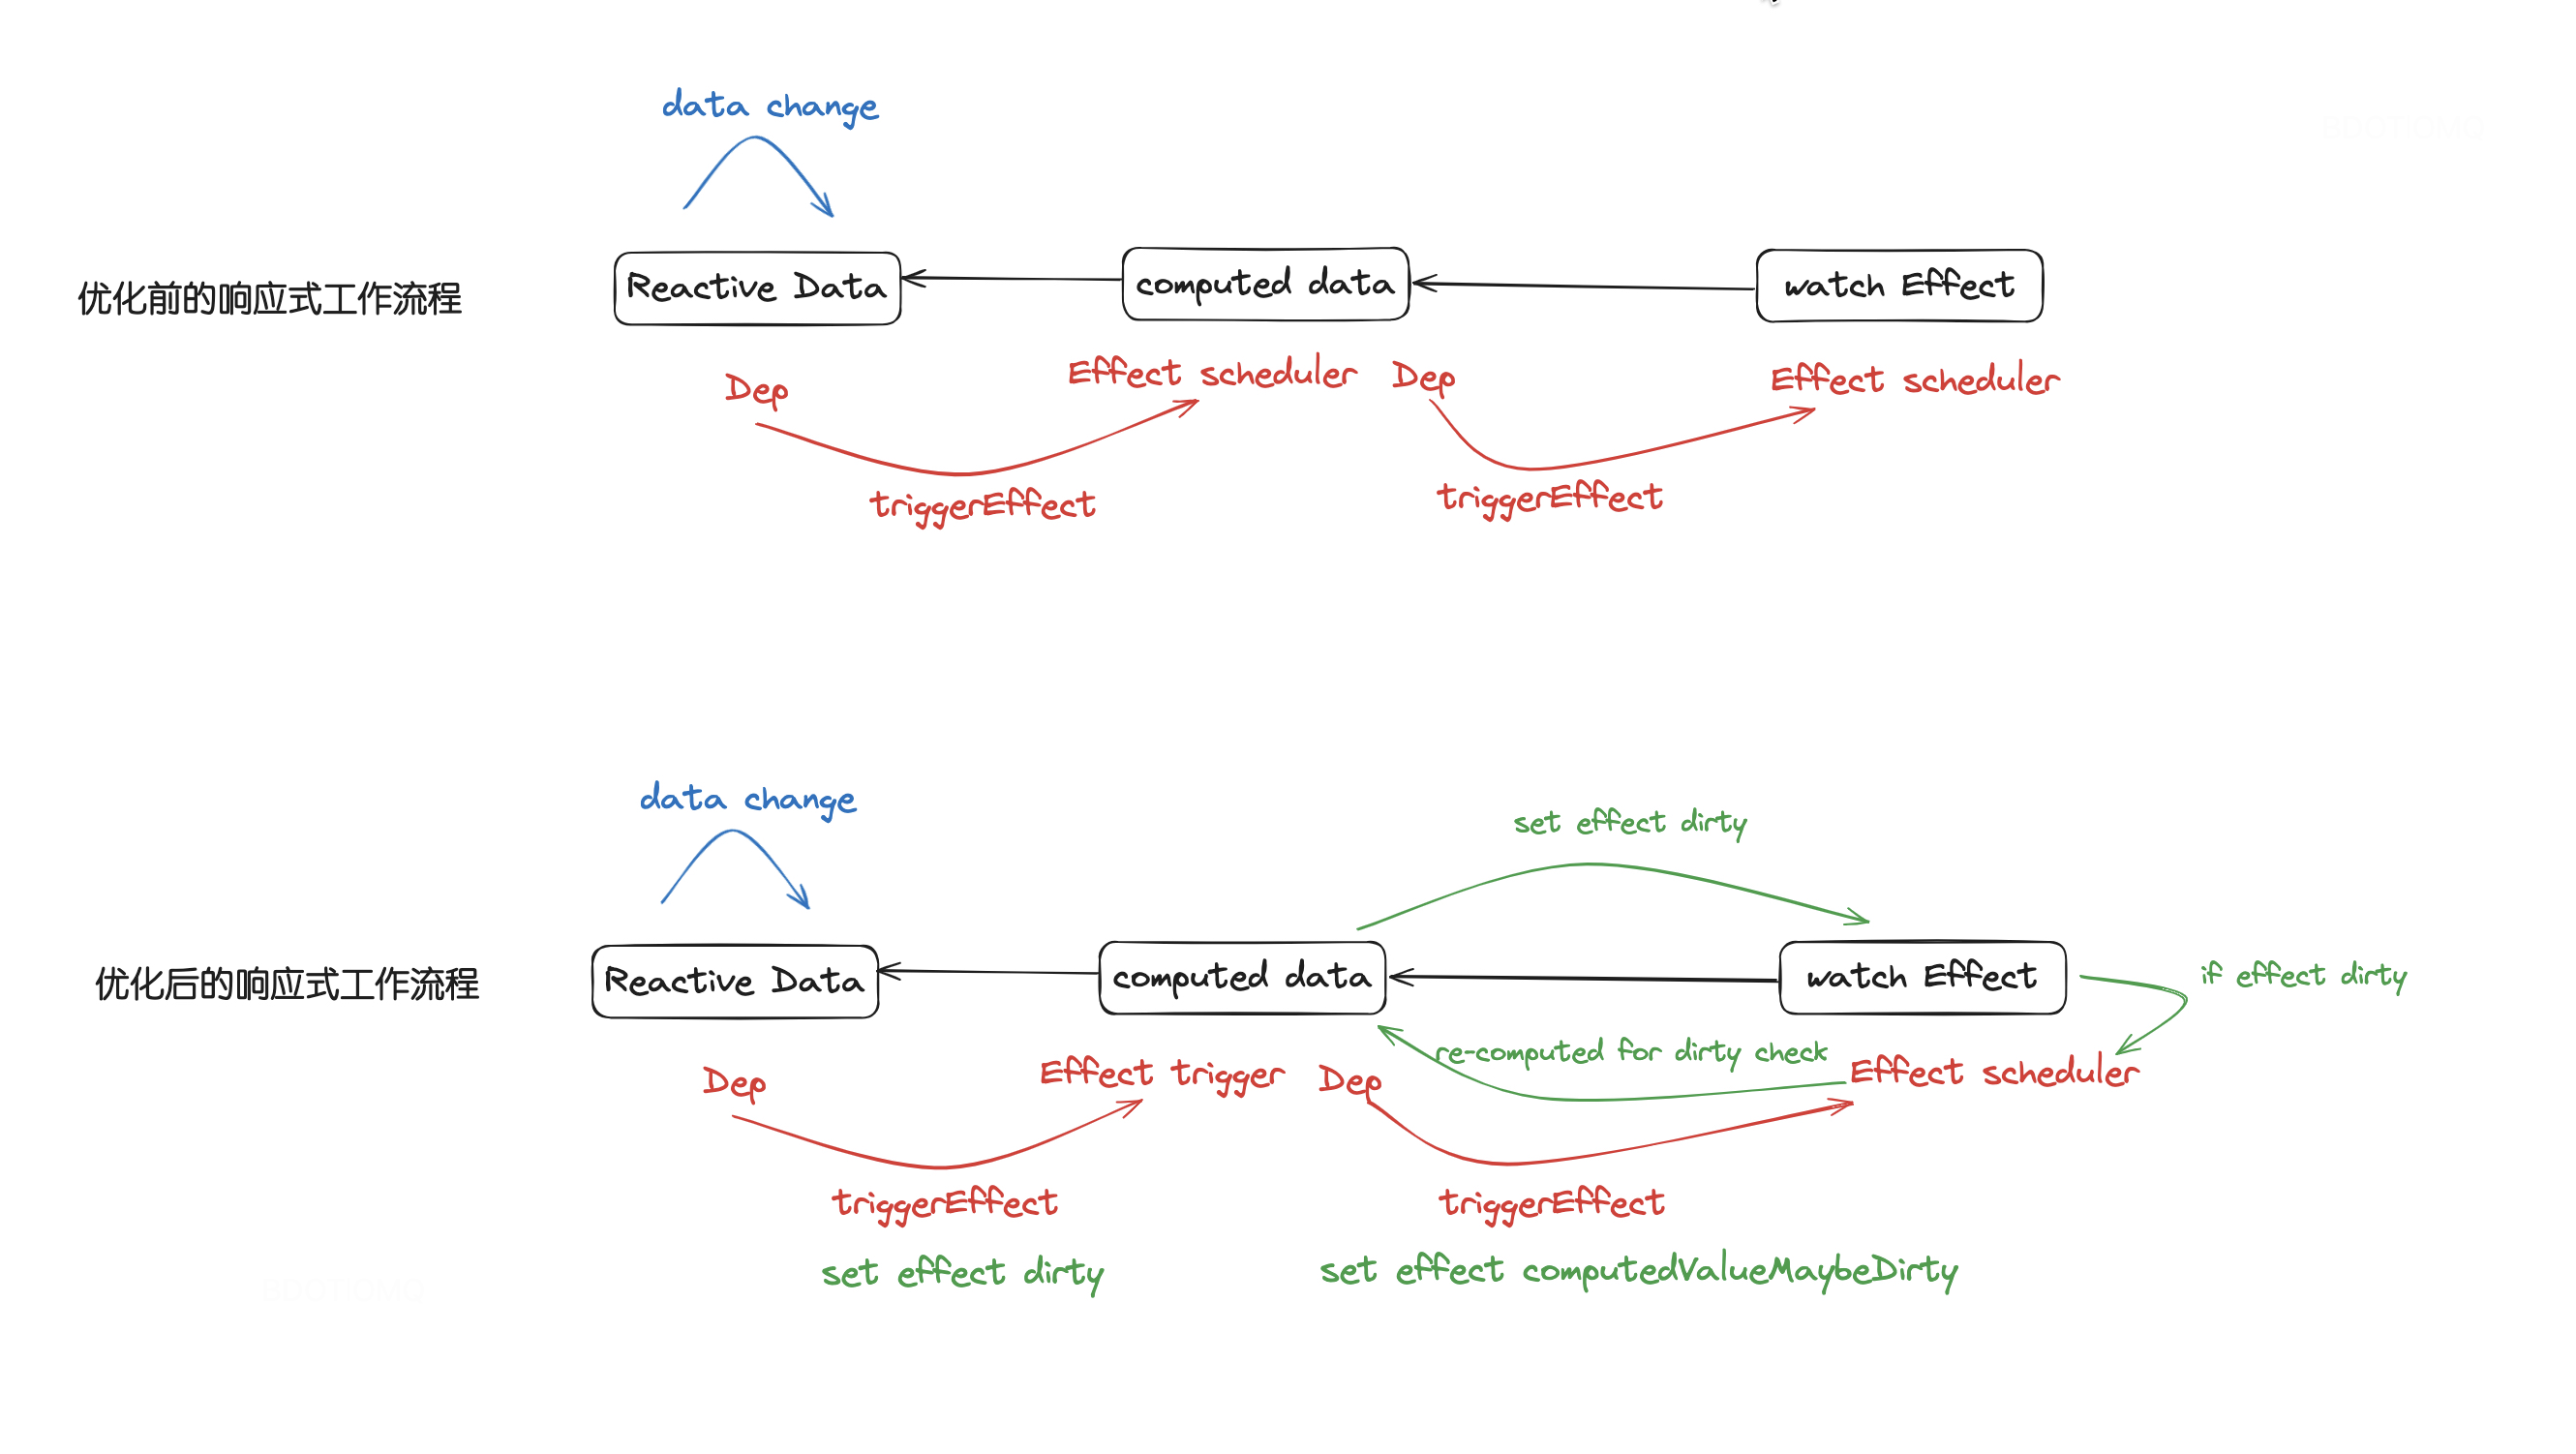 data change
优化前的响应式工作流程
Reactive Data
computed data
watch Effect
Dep
Effect scheduler
Dep
Effect scheduler
triggerEffect
triggerEffect
data change
set effect dirty
优化后的响应式工作流程
Reactive Data
computed data
watch Effect
if effect dirty
re-computed for dirty check
Dep
Effect trigger
Dep
Effect scheduler
triggerEffect
triggerEffect
set effect dirty
set effect computedValueMaybeDirty